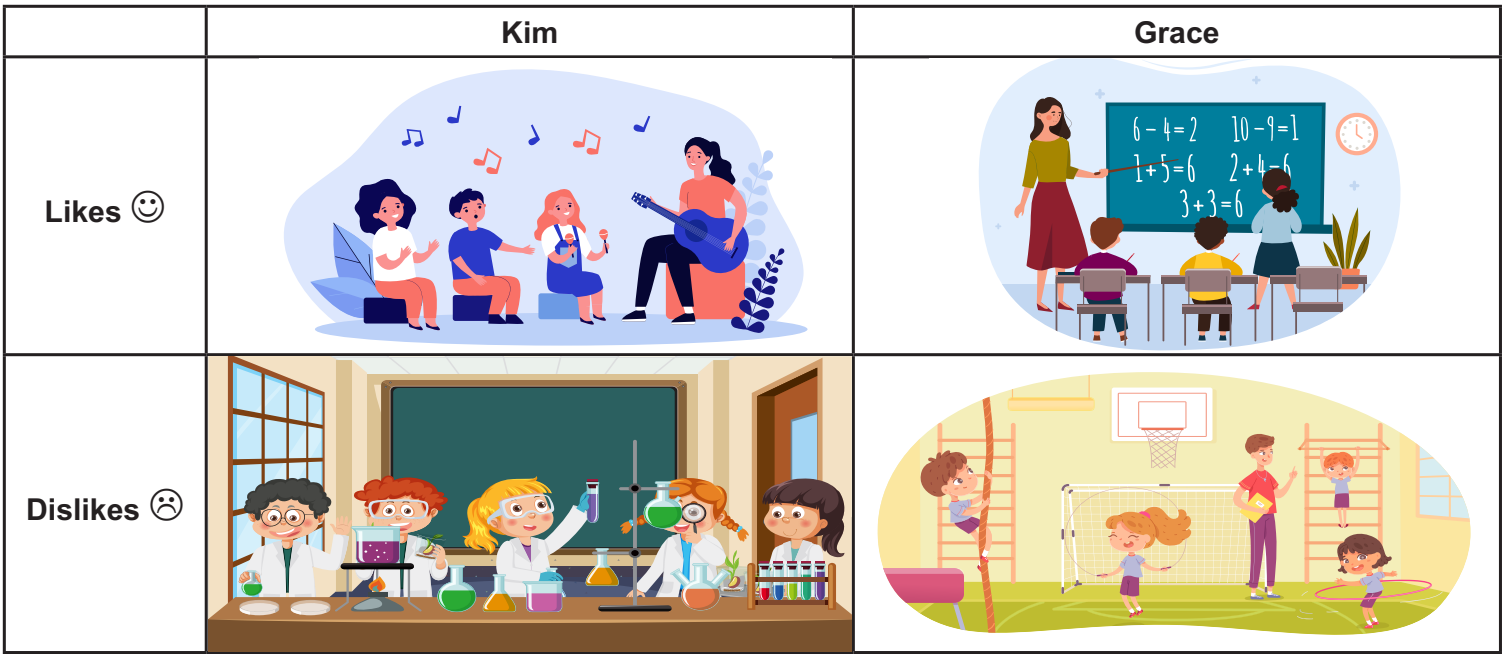 Kim Grace
Likes ☺
6 – 4 = 2 10 – 9 = 1
1 + 5 = 6 2 + 4 = 6
3 + 3 = 6
Dislikes ☹